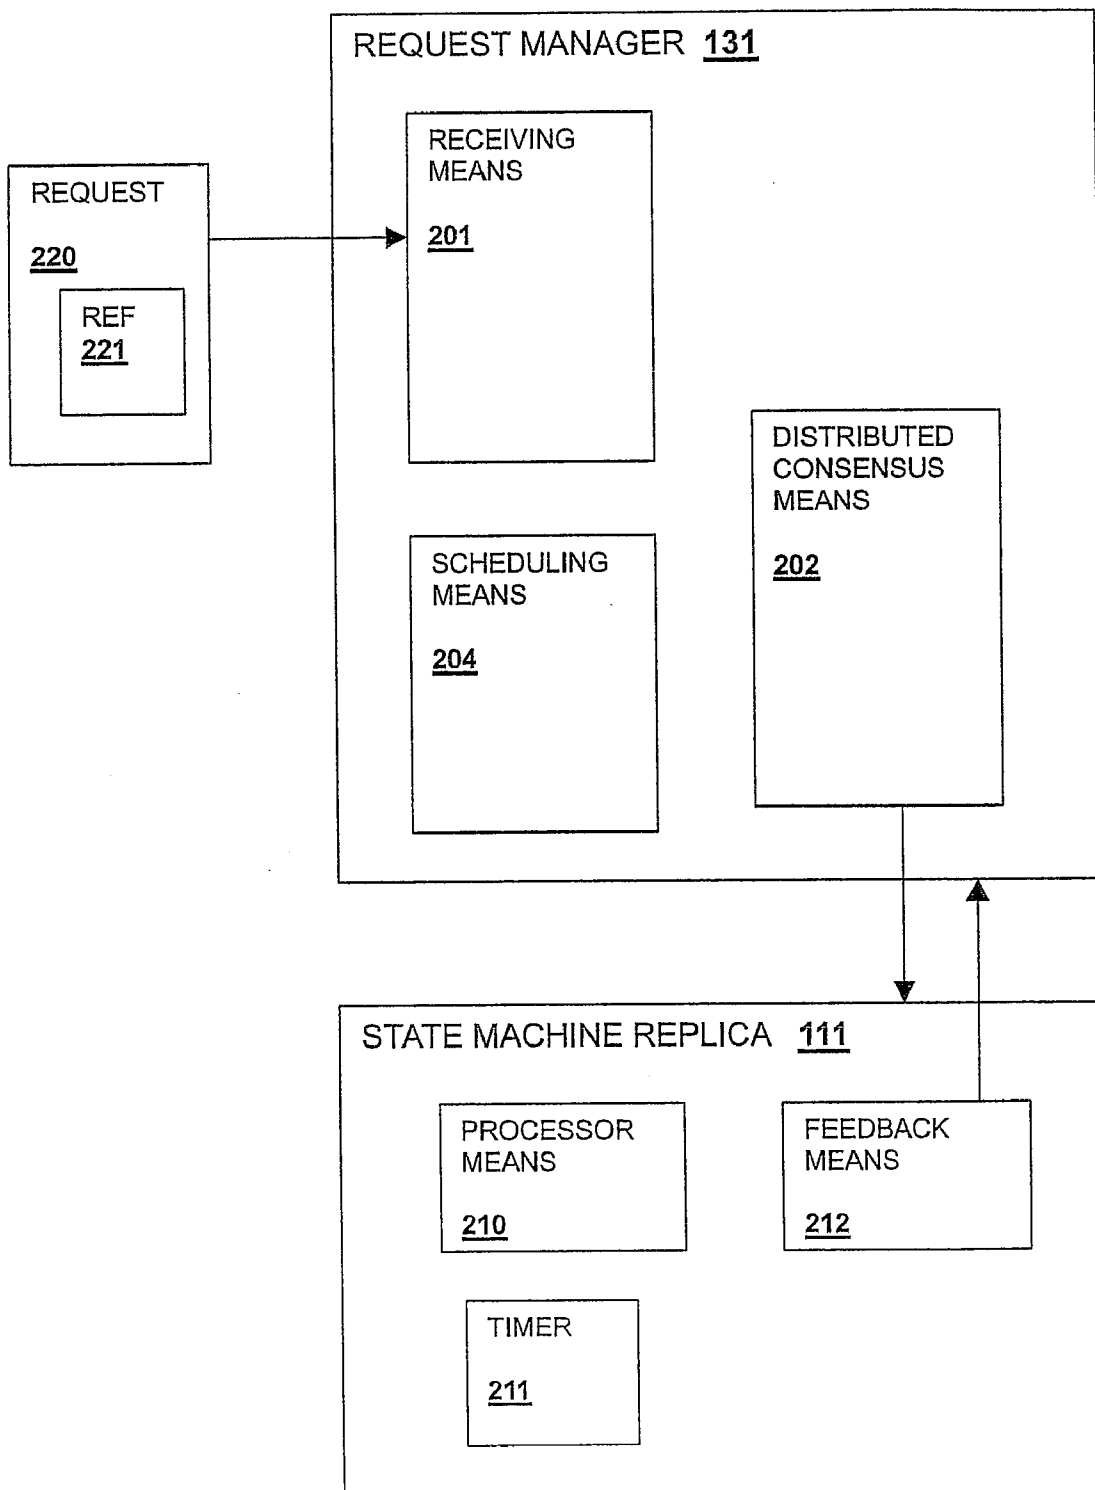 REQUEST MANAGER 131
RECEIVING
MEANS
201
REQUEST
220
REF
221
DISTRIBUTED
CONSENSUS
MEANS
202
SCHEDULING
MEANS
204
STATE MACHINE REPLICA 111
PROCESSOR
MEANS
210
FEEDBACK
MEANS
212
TIMER
211